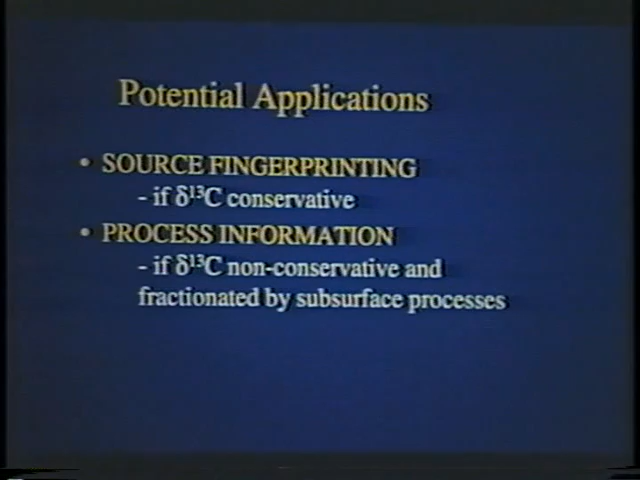 Potential Applications
• SOURCE FINGERPRINTING
- if δ¹³C conservative
• PROCESS INFORMATION
- if δ¹³C non-conservative and
fractionated by subsurface processes